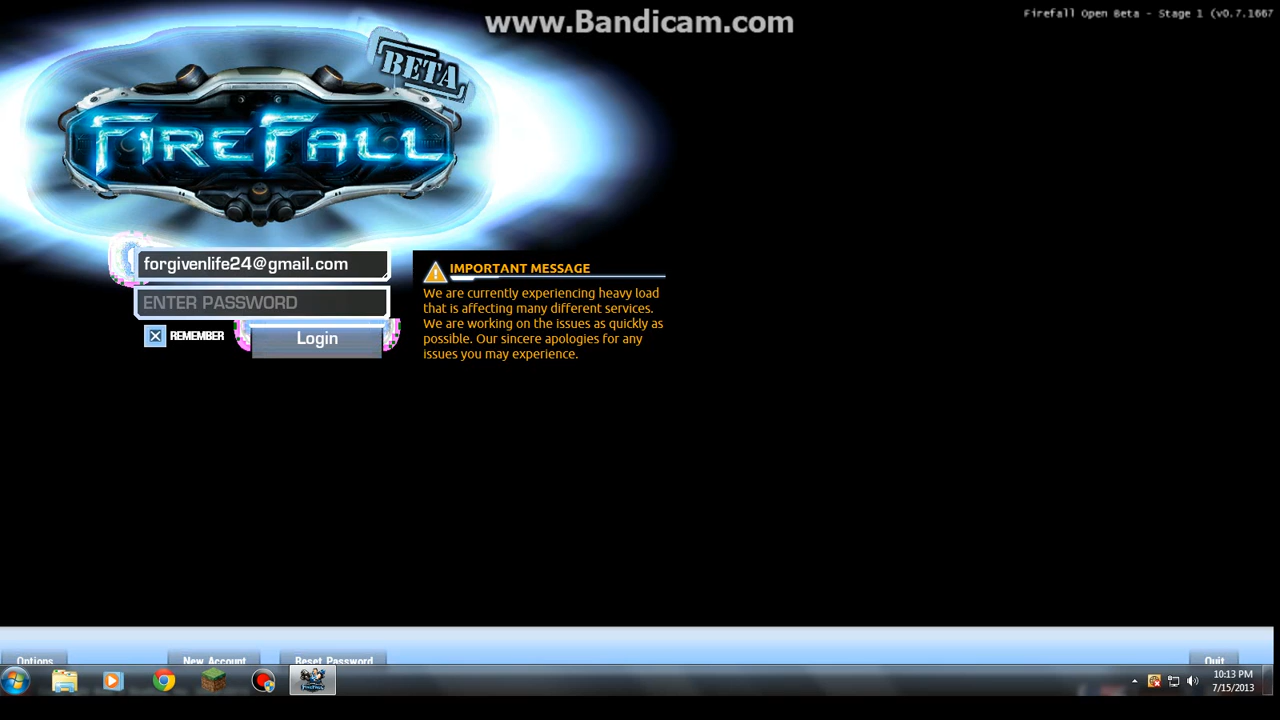 www.Bandicam.com
Firefall Open Beta - Stage 1 (v0.7.1667
BETA
FIREFALL
forgivenlife24@gmail.com
ENTER PASSWORD
REMEMBER
Login
IMPORTANT MESSAGE
We are currently experiencing heavy load
that is affecting many different services.
We are working on the issues as quickly as
possible. Our sincere apologies for any
issues you may experience.
Options
New Account
Reset Password
Quit
FIREFALL
10:13 PM
7/15/2013